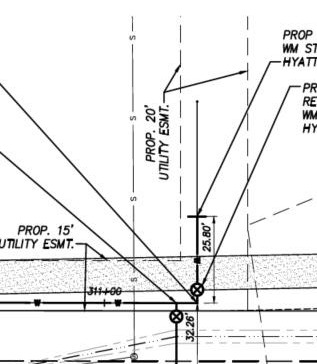 PROP
WM ST
HYATT
PR
RE
WM
HY
PROP. 20'
UTILITY ESMT.
S
S
S
S
25.80'
PROP. 15'
UTILITY ESMT.
311+00
W
W
32.26'